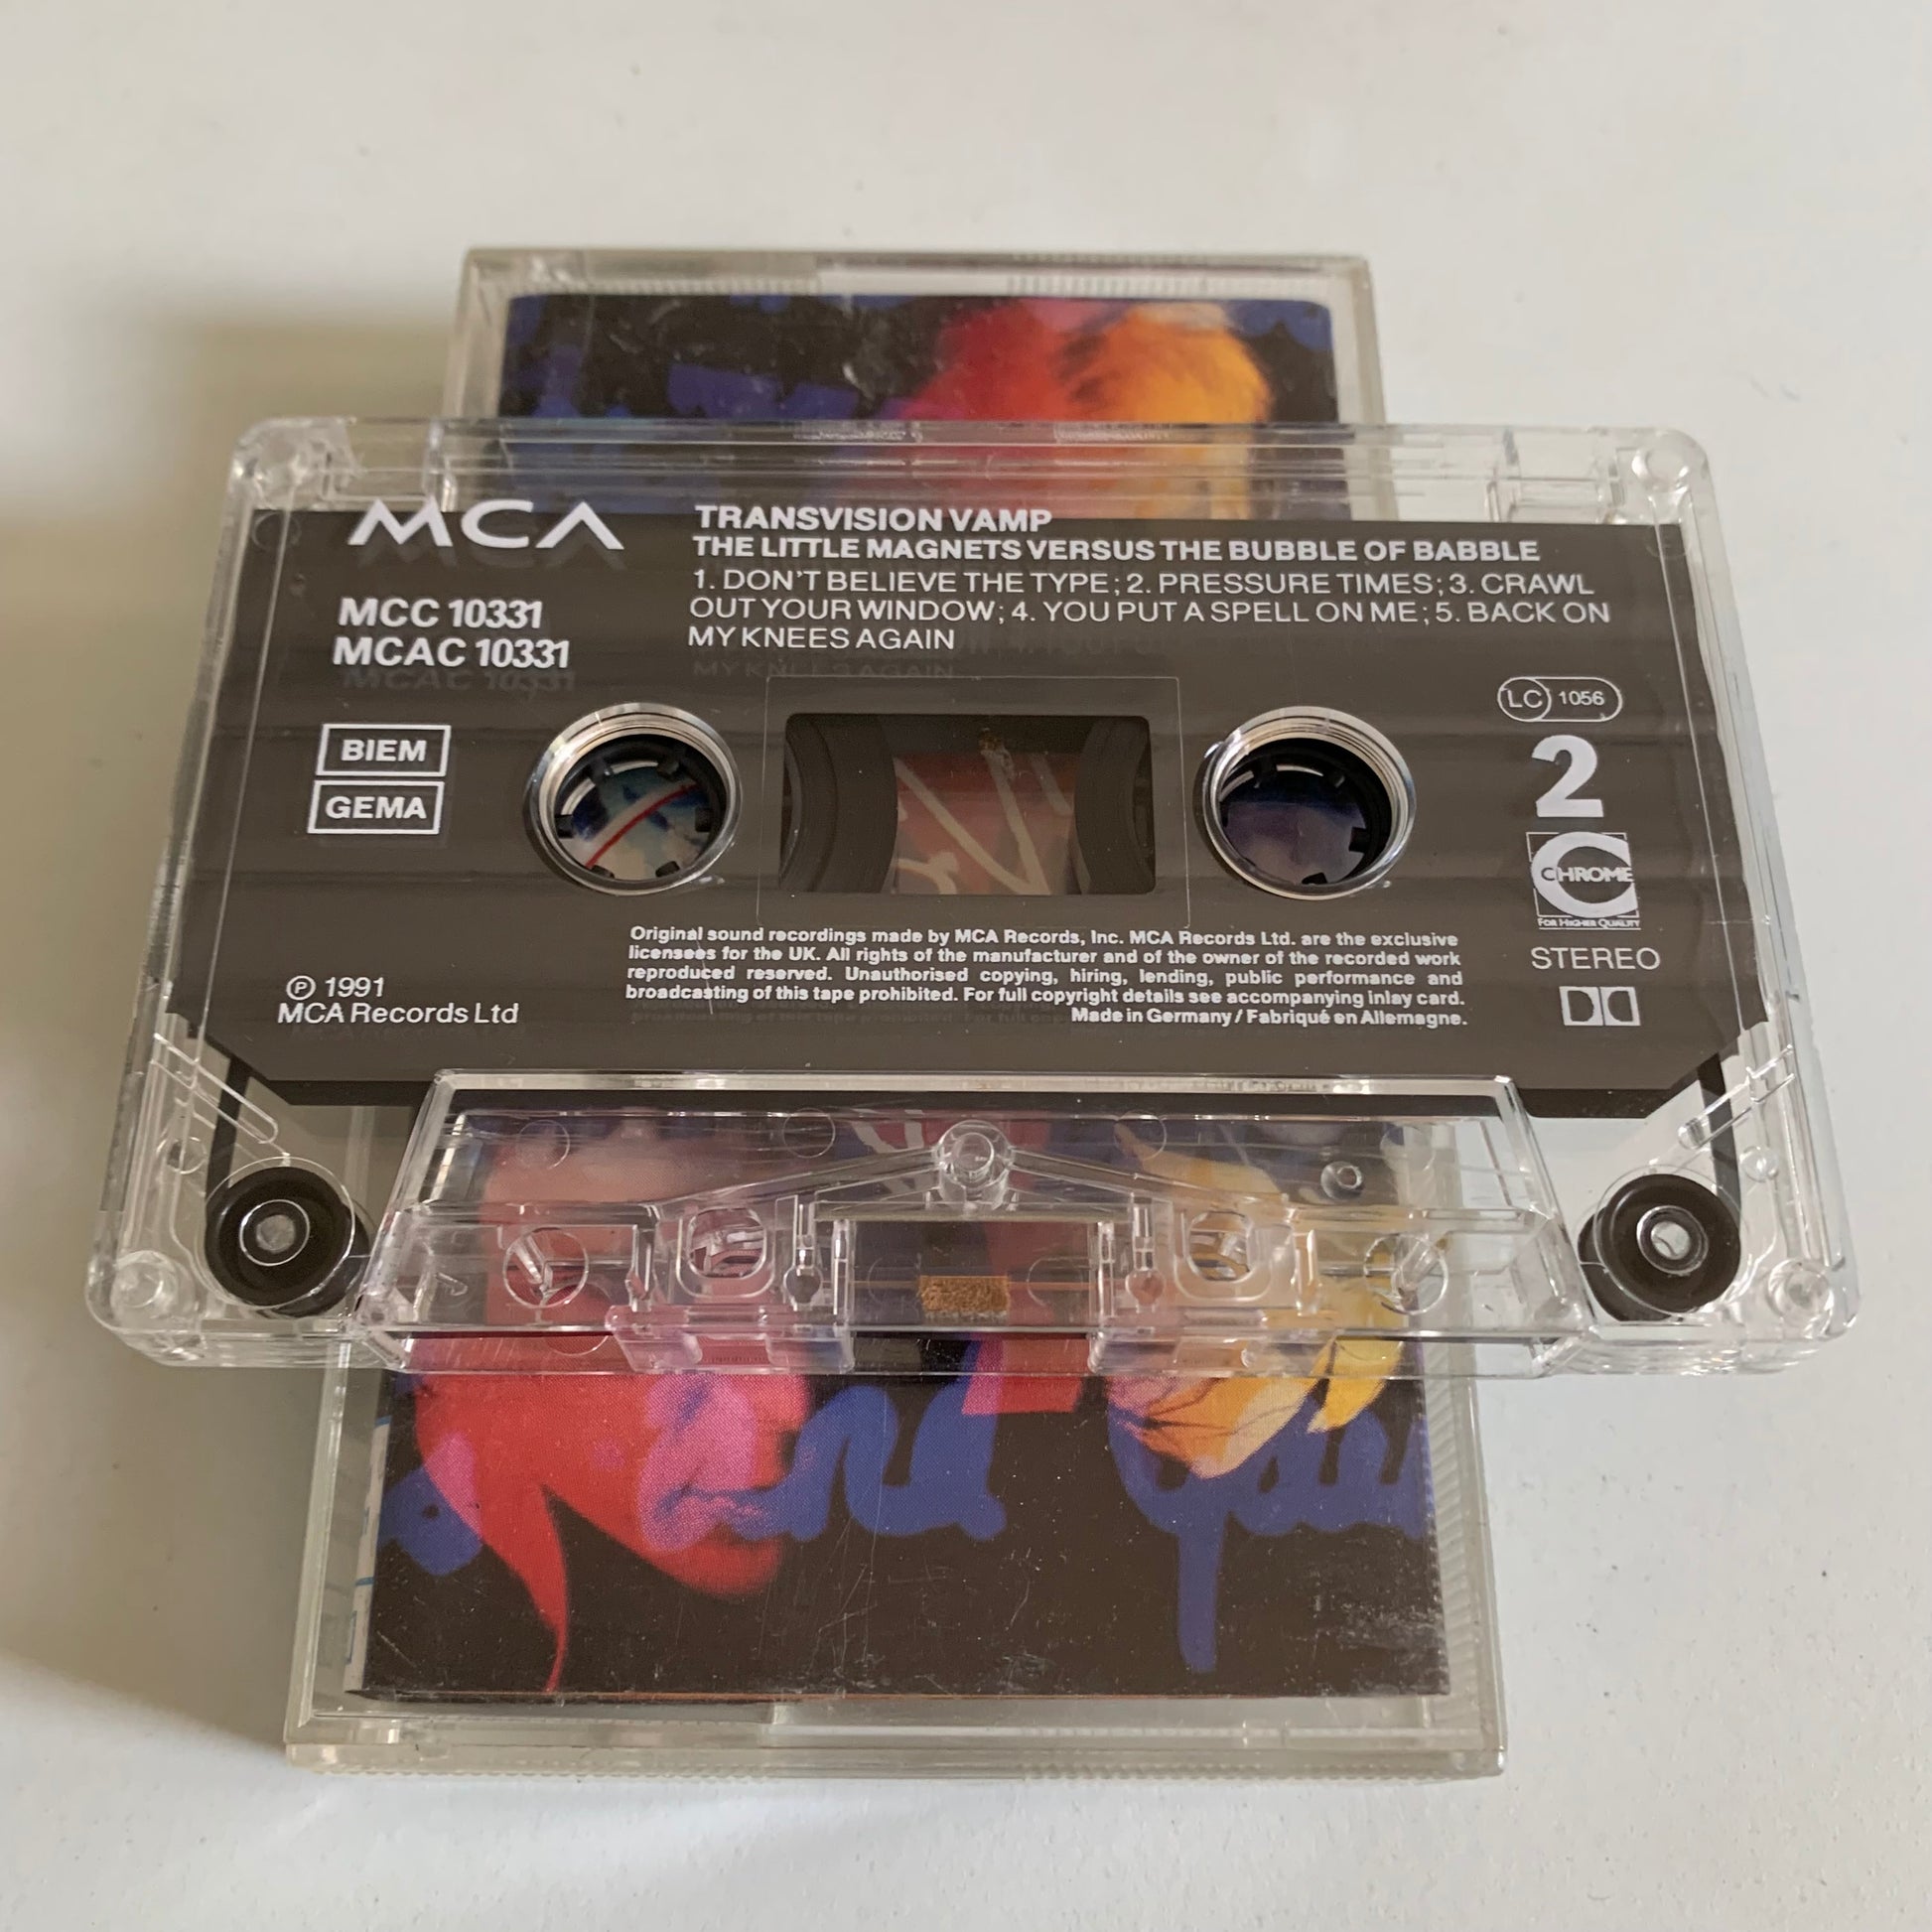 MCA
MCC 10331
MCAC 10331
BIEM
GEMA
℗ 1991
MCA Records Ltd
TRANSVISION VAMP
THE LITTLE MAGNETS VERSUS THE BUBBLE OF BABBLE
1. DON'T BELIEVE THE TYPE; 2. PRESSURE TIMES; 3. CRAWL
OUT YOUR WINDOW; 4. YOU PUT A SPELL ON ME; 5. BACK ON
MY KNEES AGAIN
LC 1056
2
C
CHROME
FOR HIGHER QUALITY
STEREO
Original sound recordings made by MCA Records, Inc. MCA Records Ltd. are the exclusive
licensees for the UK. All rights of the manufacturer and of the owner of the recorded work
reproduced reserved. Unauthorised copying, hiring, lending, public performance and
broadcasting of this tape prohibited. For full copyright details see accompanying inlay card.
Made in Germany / Fabriqué en Allemagne.